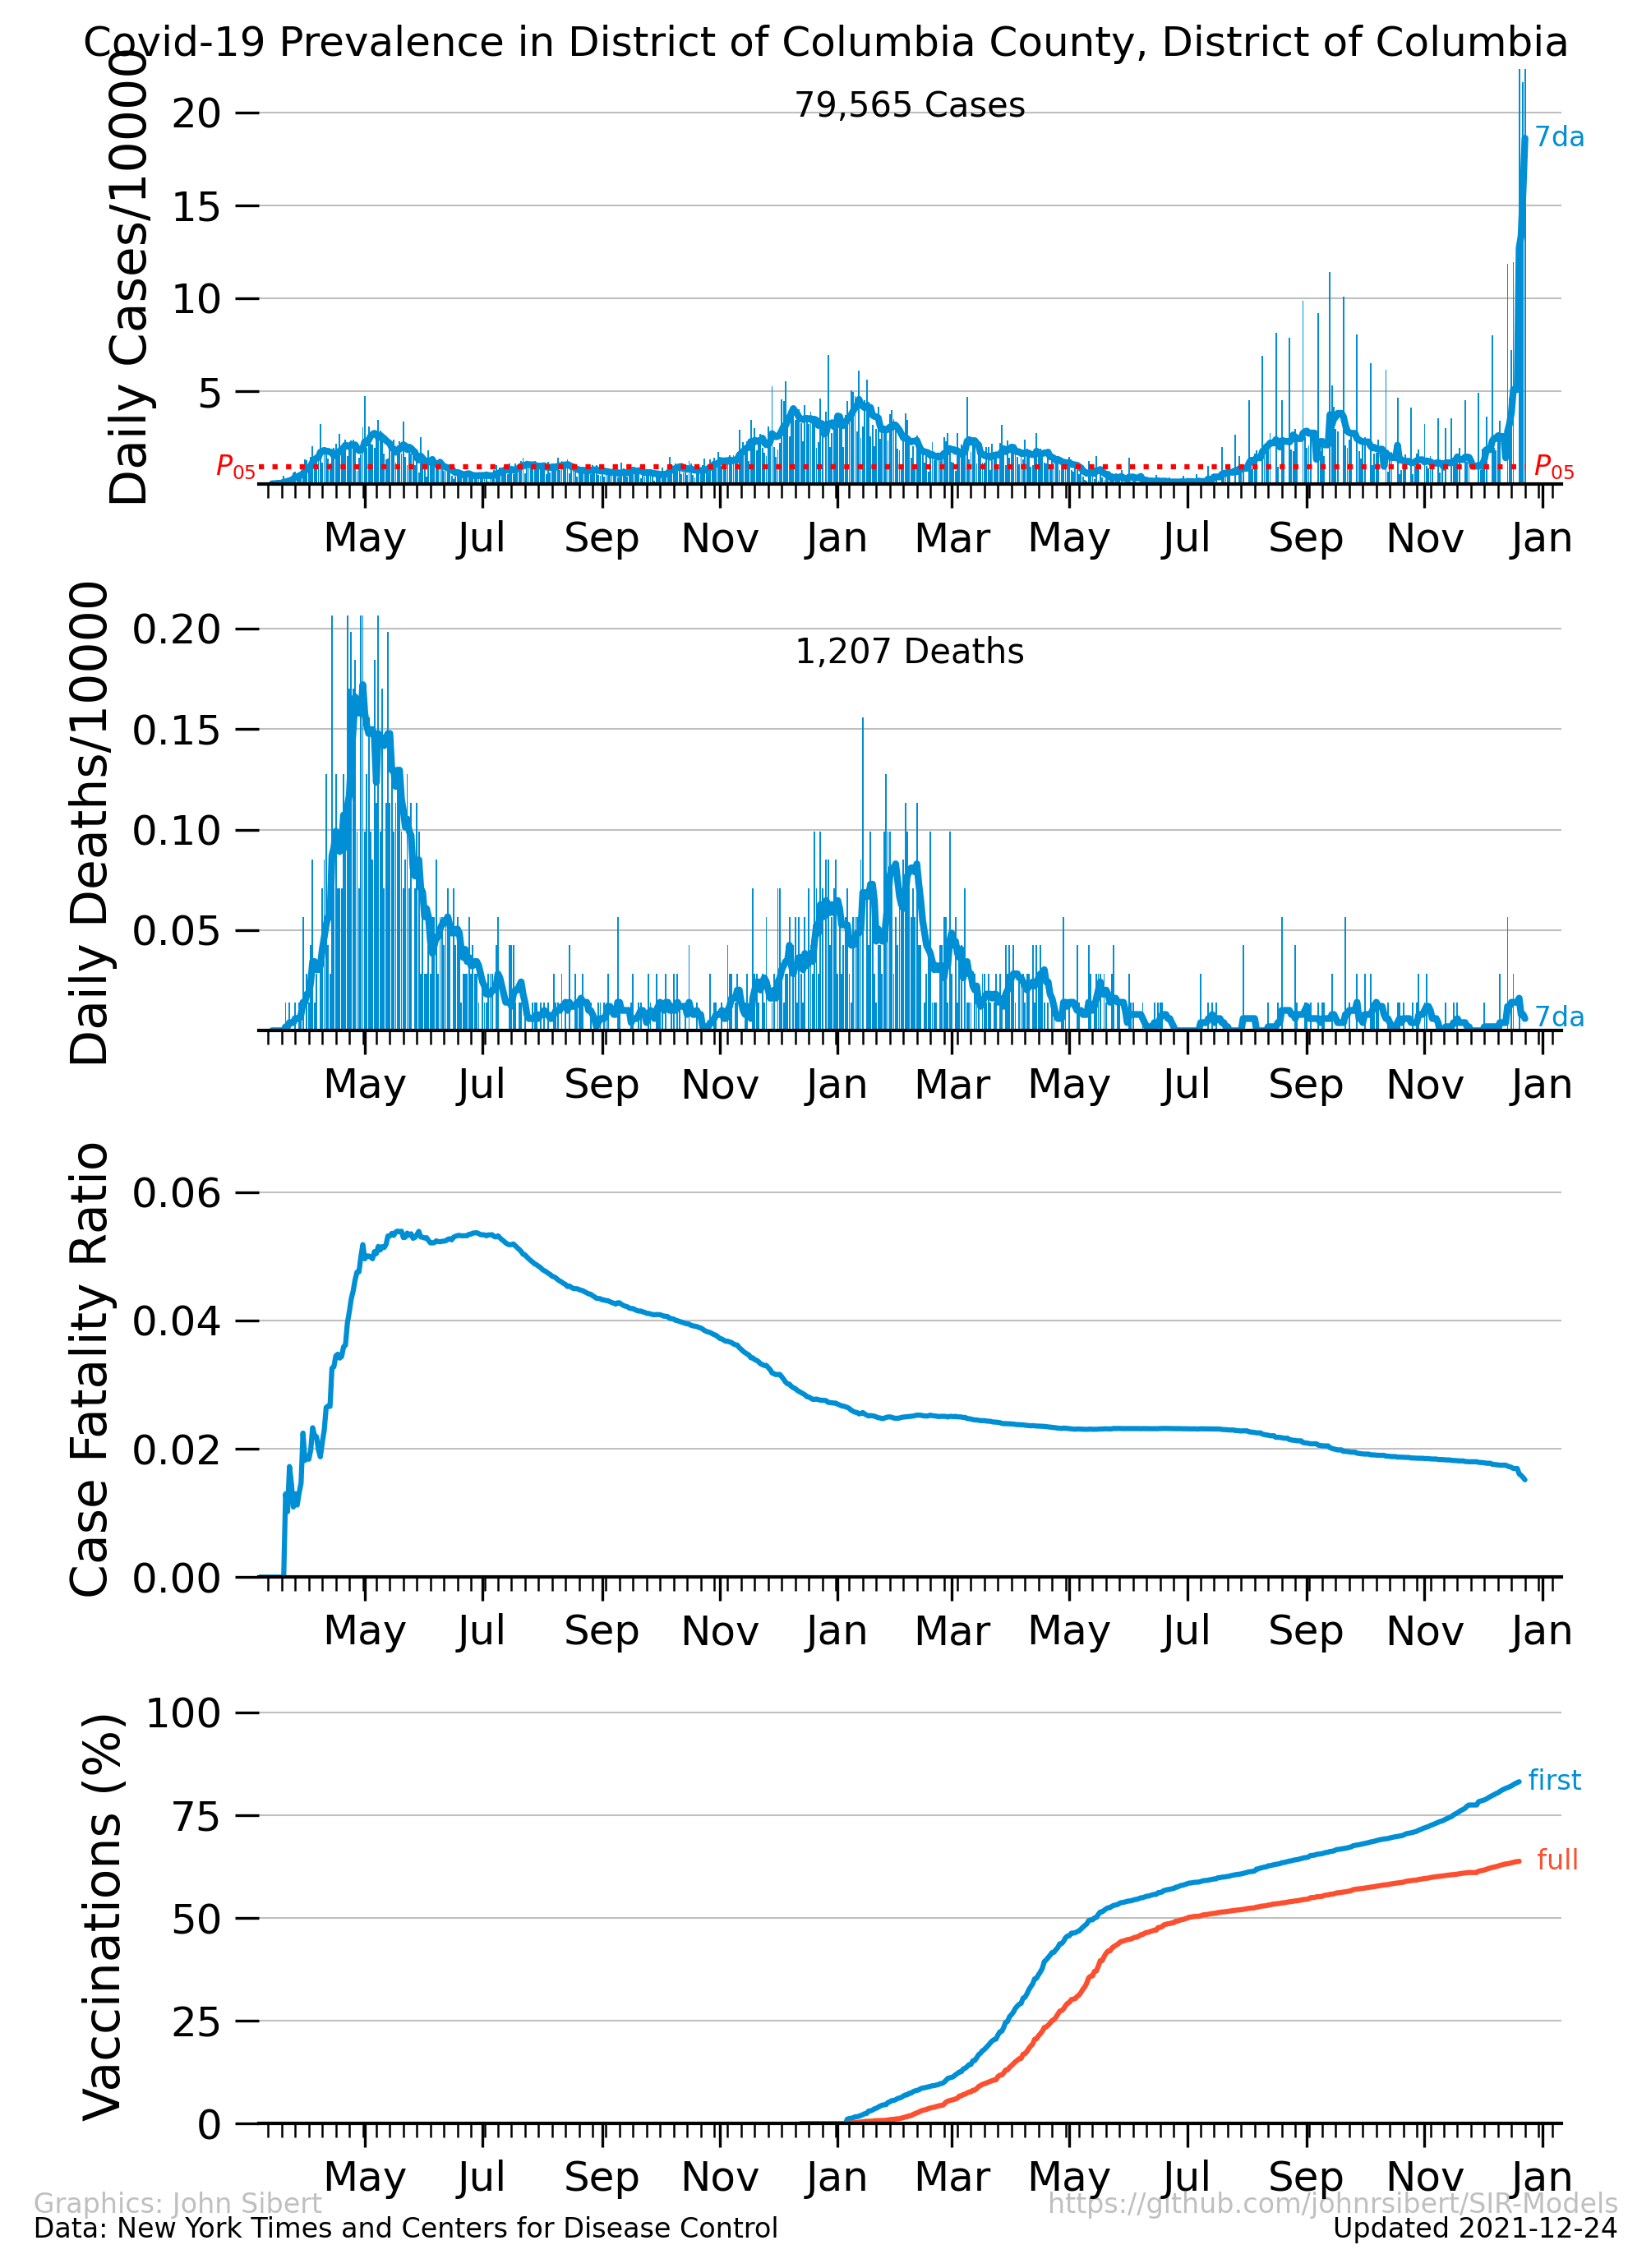 Covid-19 Prevalence in District of Columbia County, District of Columbia
Daily Cases/10000
79,565 Cases
20
15
10
5
7da
P05
P05
May Jul Sep Nov Jan Mar May Jul Sep Nov Jan
Daily Deaths/10000
1,207 Deaths
0.20
0.15
0.10
0.05
7da
May Jul Sep Nov Jan Mar May Jul Sep Nov Jan
Case Fatality Ratio
0.06
0.04
0.02
0.00
May Jul Sep Nov Jan Mar May Jul Sep Nov Jan
Vaccinations (%)
100
75
50
25
0
first
full
May Jul Sep Nov Jan Mar May Jul Sep Nov Jan
Graphics: John Sibert https://github.com/johnrsibert/SIR-Models
Data: New York Times and Centers for Disease Control Updated 2021-12-24